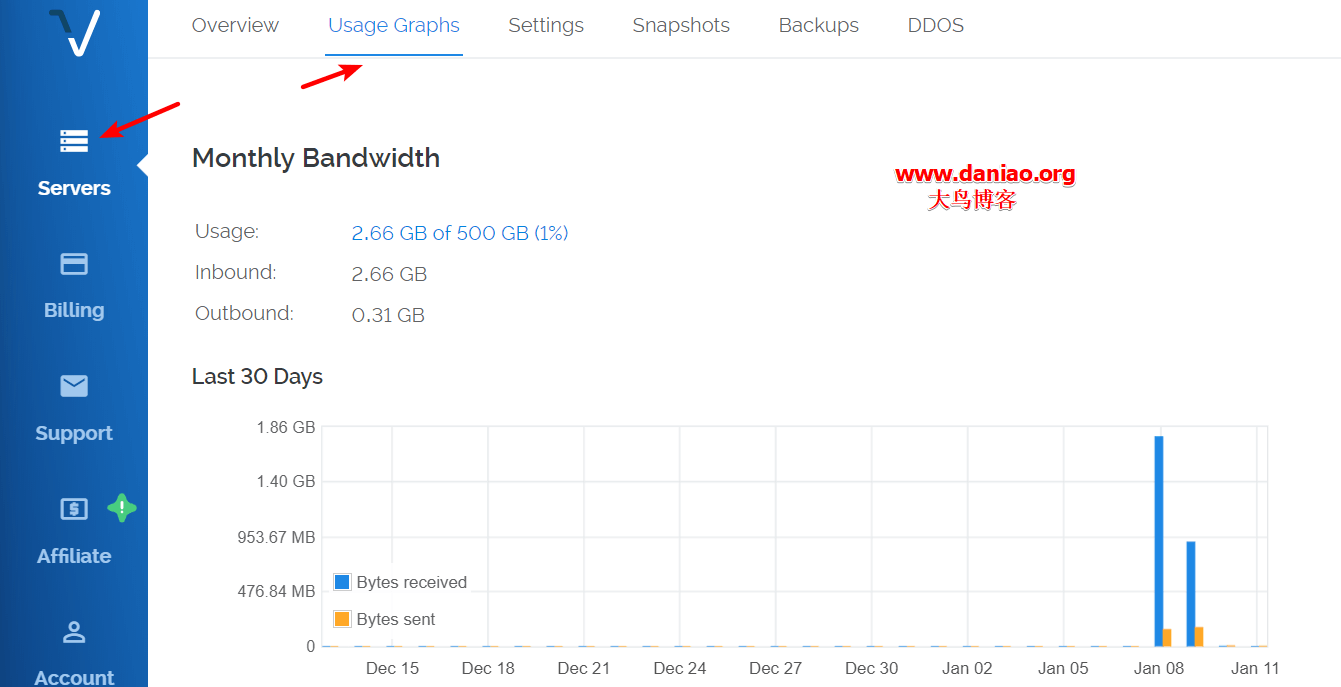 Overview Usage Graphs Settings Snapshots Backups DDOS
Servers
Billing
Support
Affiliate
Account
Monthly Bandwidth
www.daniao.org
大鸟博客
Usage: 2.66 GB of 500 GB (1%)
Inbound: 2.66 GB
Outbound: 0.31 GB
Last 30 Days
1.86 GB
1.40 GB
953.67 MB
476.84 MB
0
Bytes received
Bytes sent
Dec 15 Dec 18 Dec 21 Dec 24 Dec 27 Dec 30 Jan 02 Jan 05 Jan 08 Jan 11